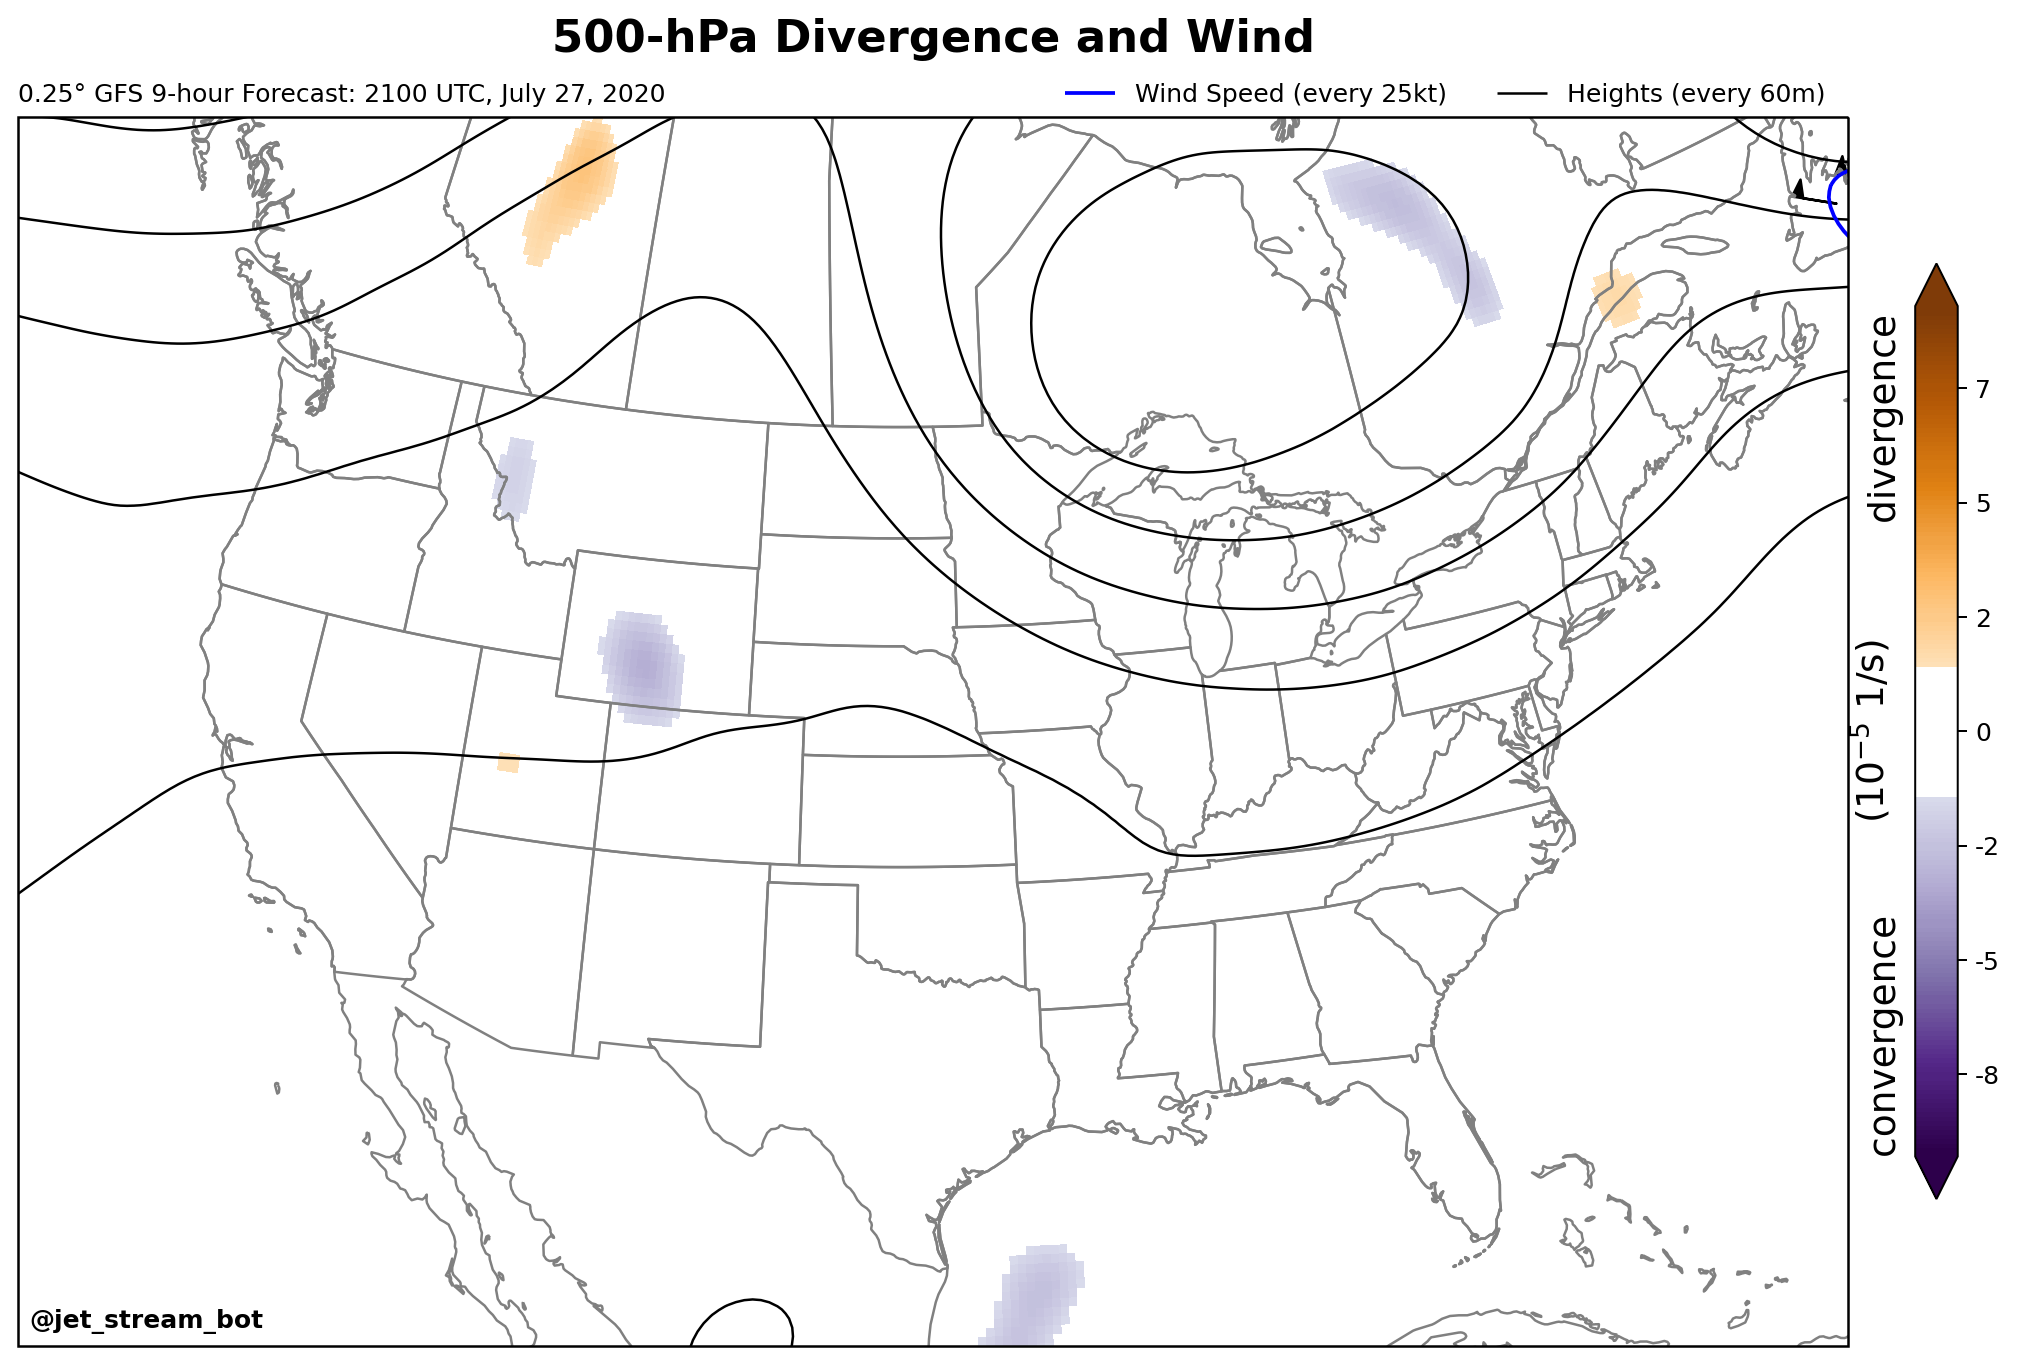 500-hPa Divergence and Wind
0.25° GFS 9-hour Forecast: 2100 UTC, July 27, 2020
Wind Speed (every 25kt)
Heights (every 60m)
divergence
(10⁻⁵ 1/s)
convergence
7
5
2
0
-2
-5
-8
@jet_stream_bot